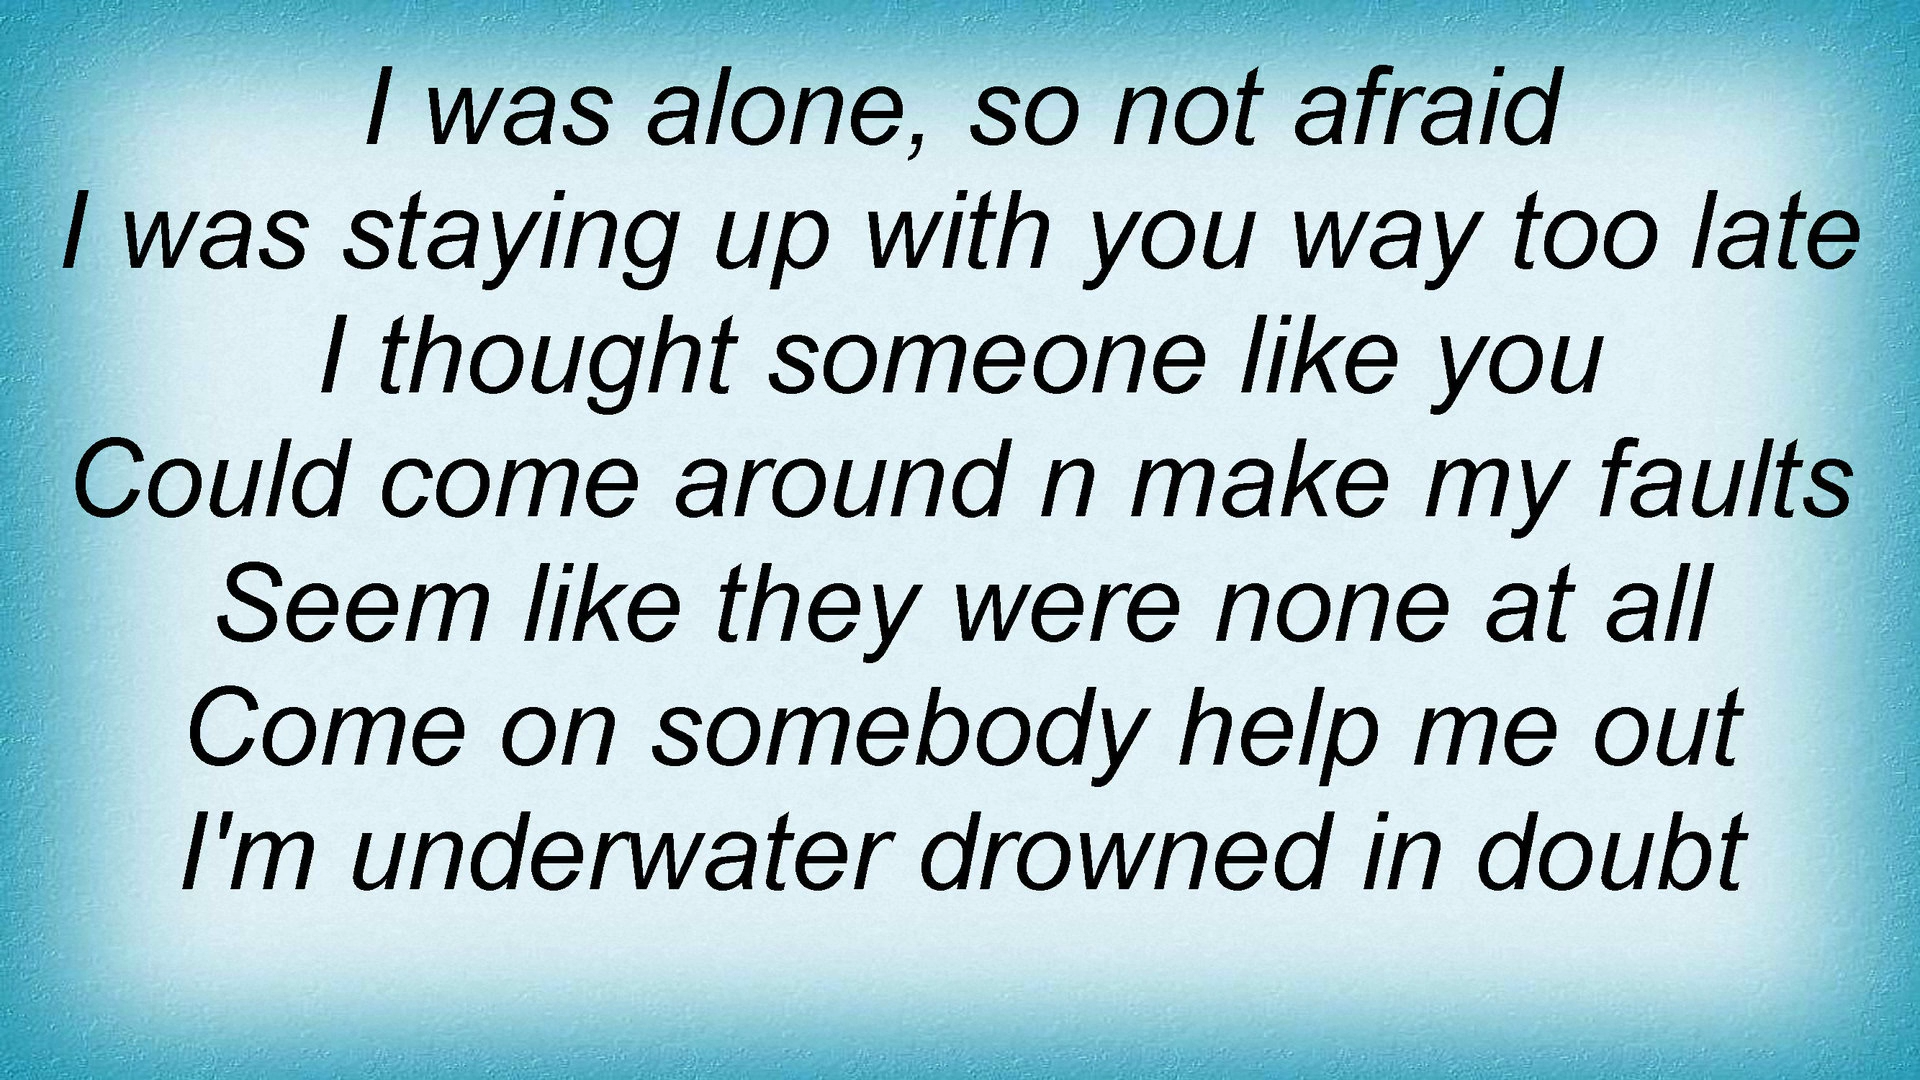 I was alone, so not afraid
I was staying up with you way too late
I thought someone like you
Could come around n make my faults
Seem like they were none at all
Come on somebody help me out
I'm underwater drowned in doubt